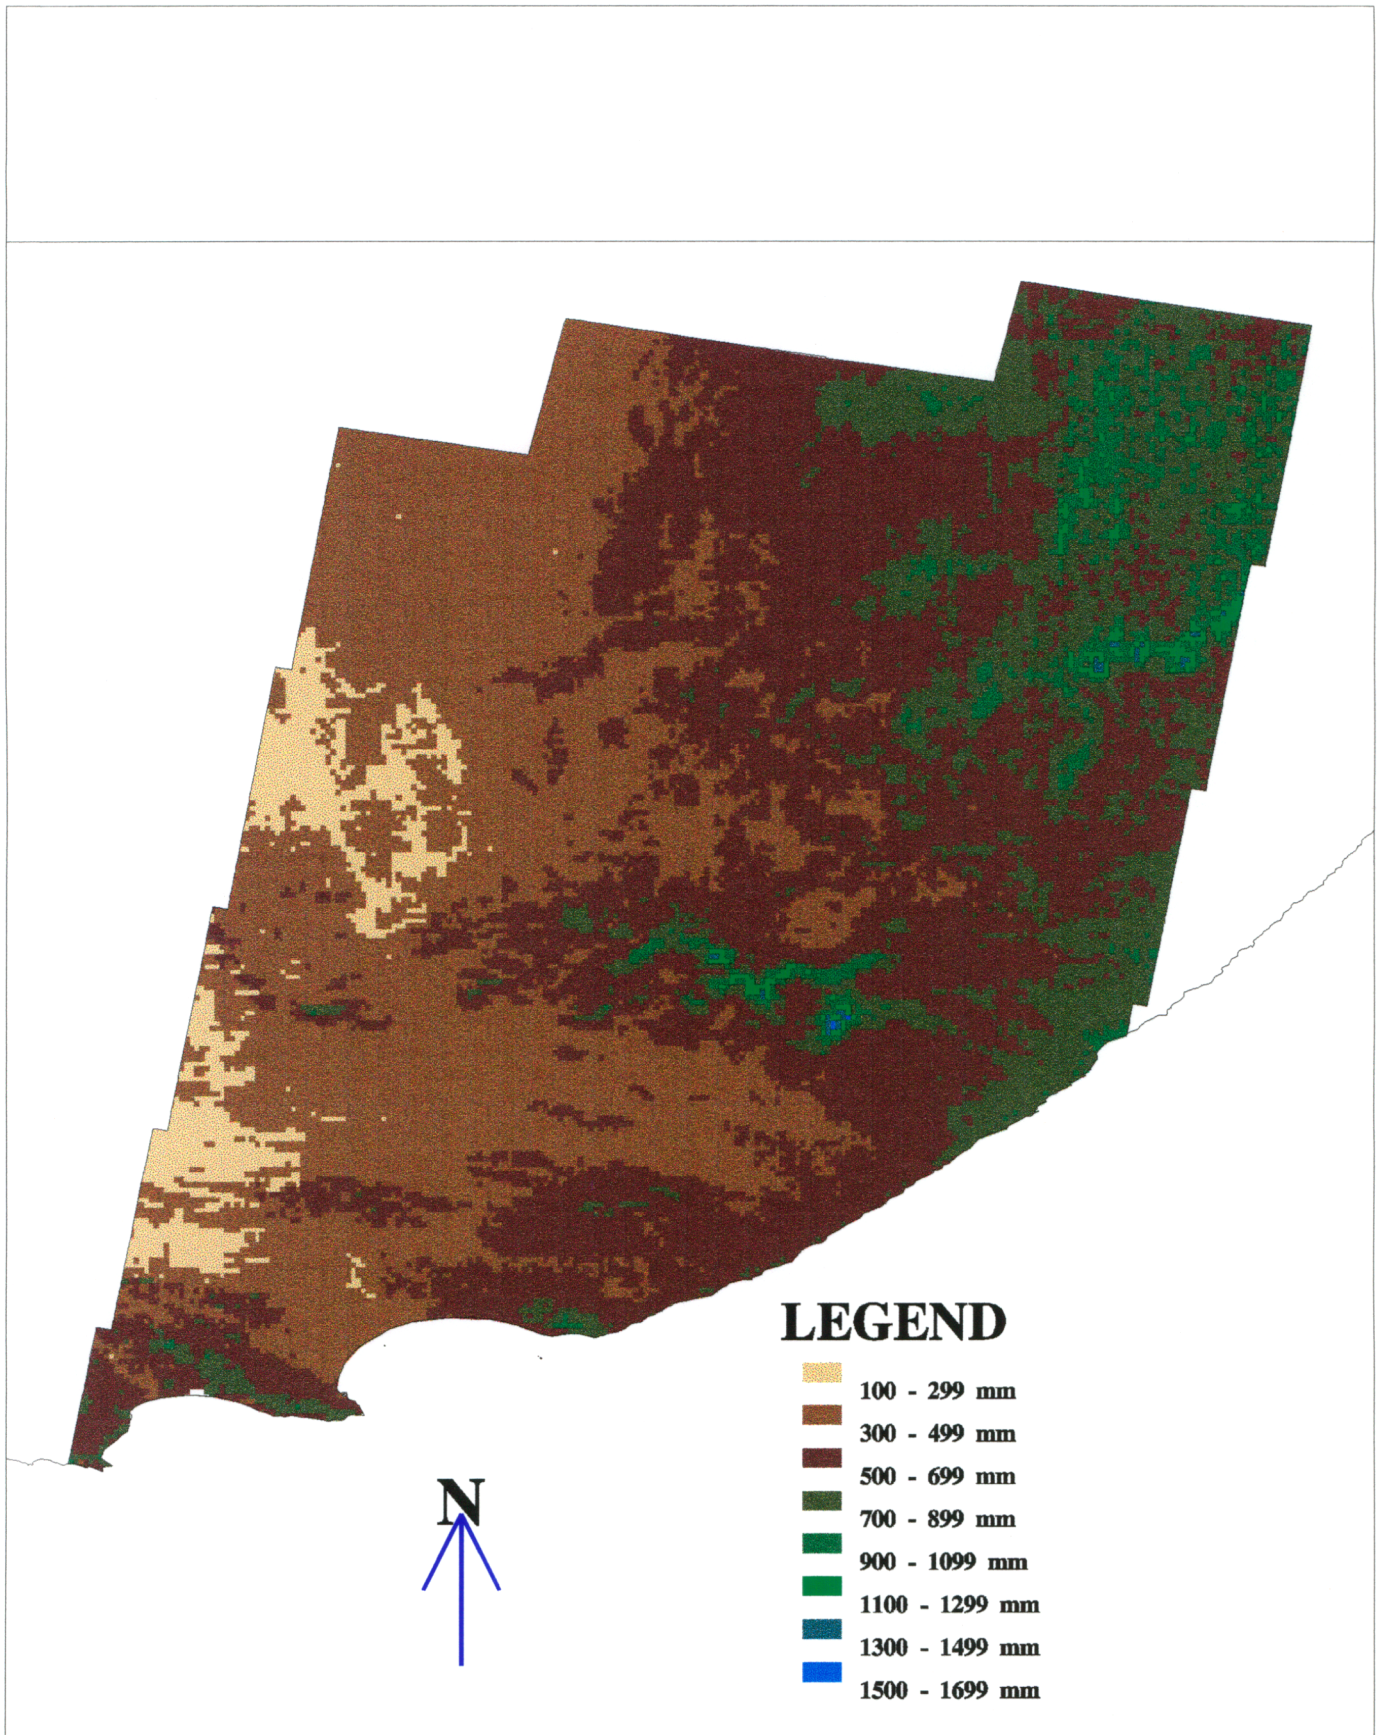 LEGEND
100 - 299 mm
300 - 499 mm
500 - 699 mm
700 - 899 mm
900 - 1099 mm
1100 - 1299 mm
1300 - 1499 mm
1500 - 1699 mm
N